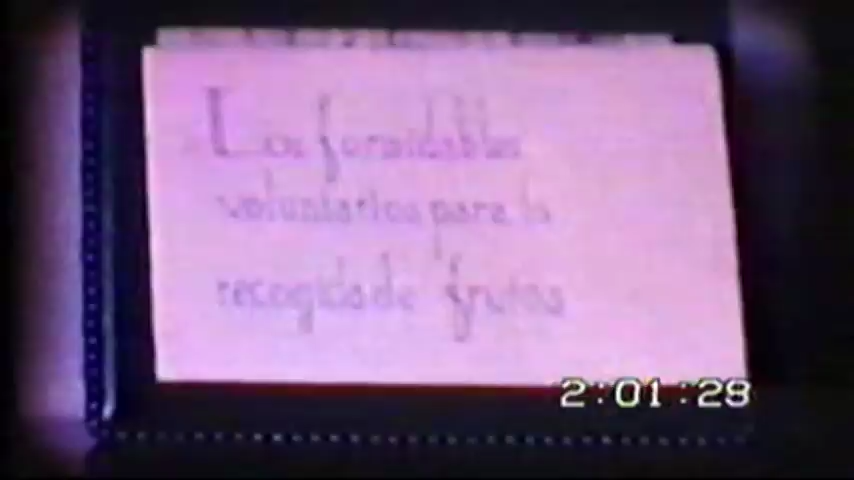 Los formidables
voluntarios para la
recogida de frutos
2:01:28